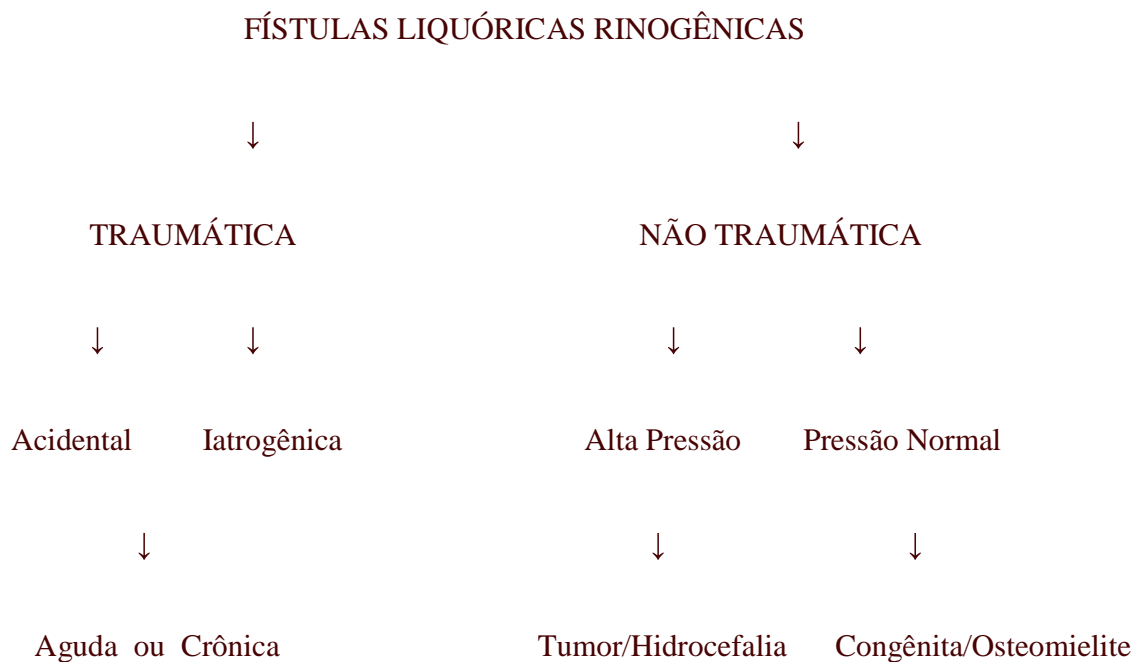 FÍSTULAS LIQUÓRICAS RINOGÊNICAS
↓ ↓
TRAUMÁTICA NÃO TRAUMÁTICA
↓ ↓ ↓ ↓
Acidental Iatrogênica Alta Pressão Pressão Normal
↓ ↓ ↓
Aguda ou Crônica Tumor/Hidrocefalia Congênita/Osteomielite